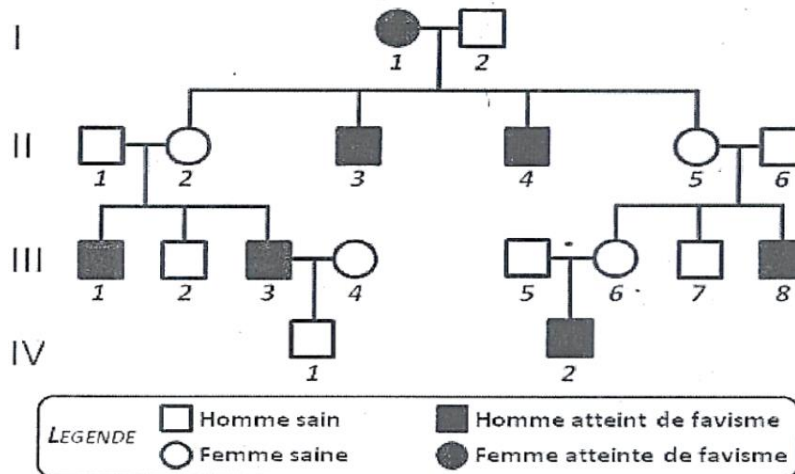 I
1 2
II
1 2 3 4 5 6
III
1 2 3 4 5 6 7 8
IV
1 2
LEGENDE
Homme sain Homme atteint de favisme
Femme saine Femme atteinte de favisme